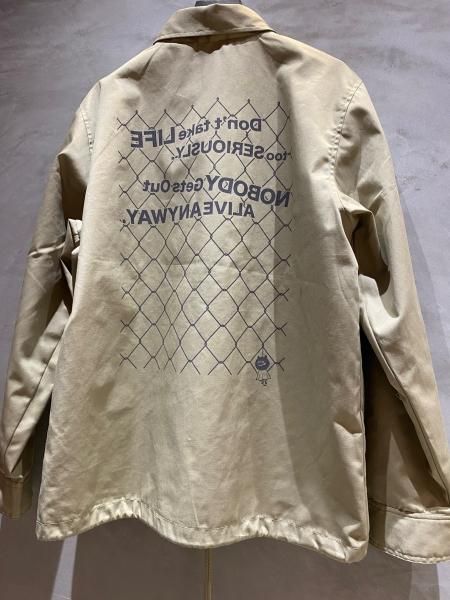 Don't take LIFE
too SERIOUSLY.
NOBODY Gets Out
ALIVE ANYWAY.